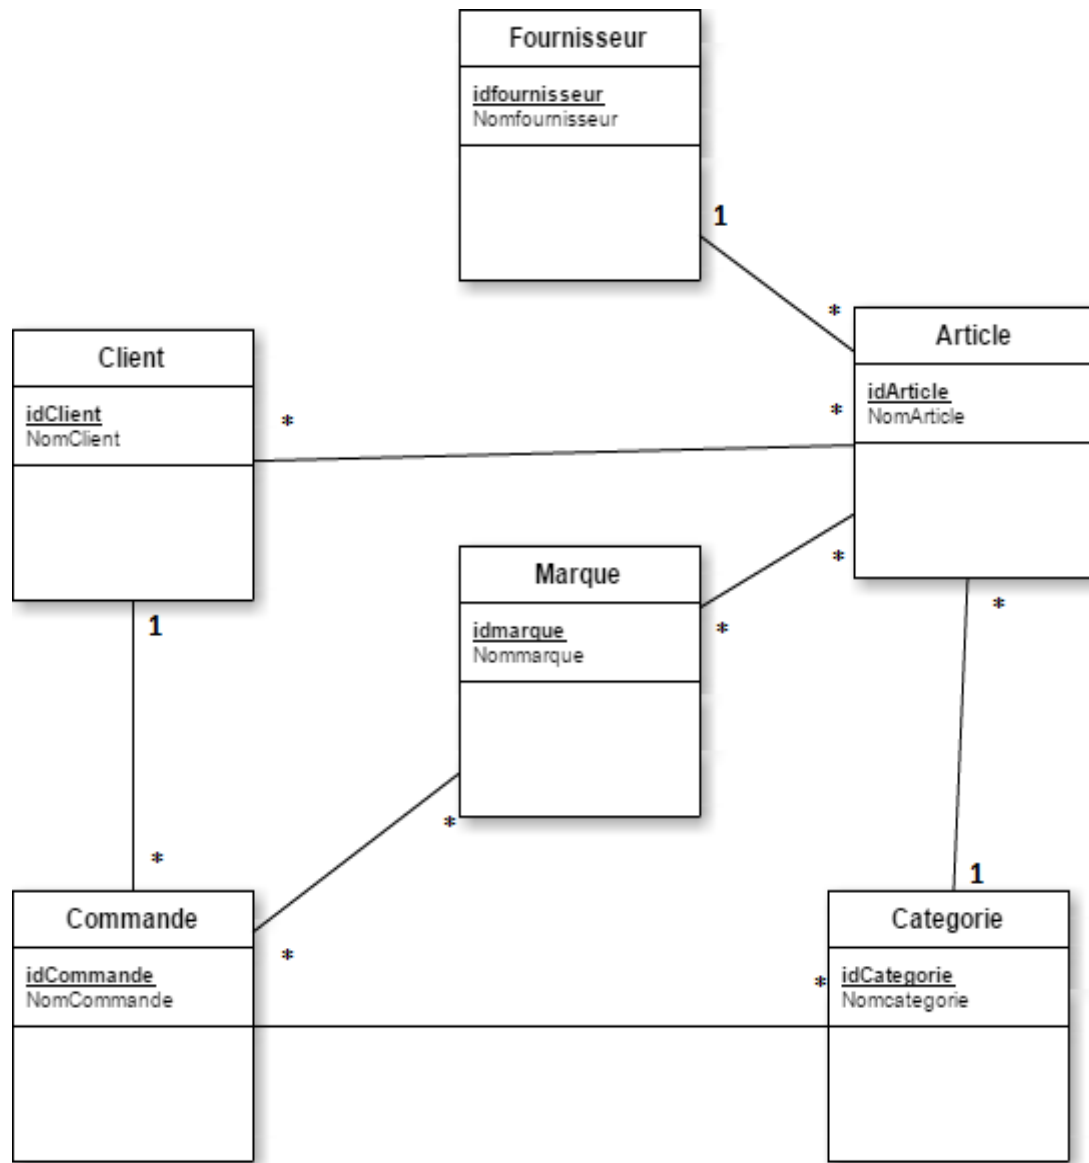 Fournisseur
idfournisseur
Nomfournisseur
1
*
Article
idArticle
NomArticle
Client
idClient
NomClient
*
*
Marque
idmarque
Nommarque
*
*
*
1
*
*
*
1
Commande
idCommande
NomCommande
*
Categorie
idCategorie
Nomcategorie